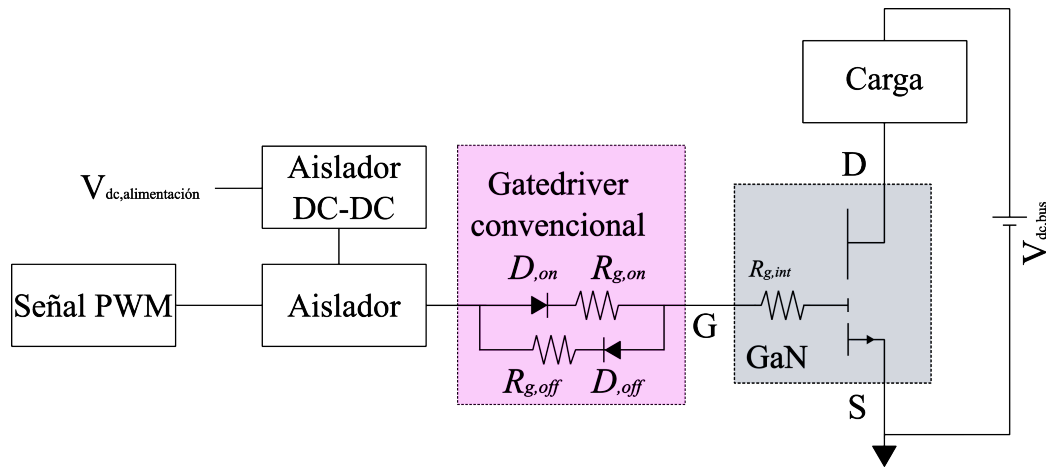 Carga
D
Aislador
DC-DC
Vdc,alimentación
Gatedriver
convencional
D,on
Rg,on
Rg,int
Vdc,bus
Señal PWM
Aislador
G
GaN
Rg,off
D,off
S